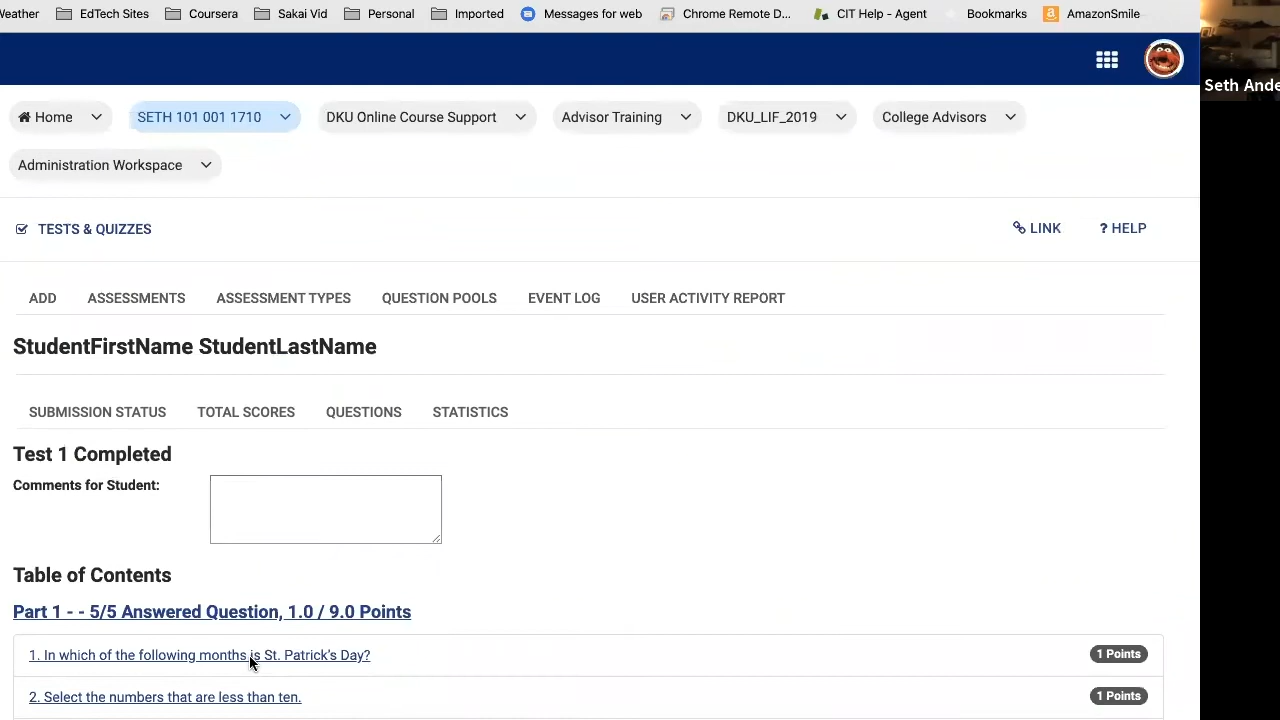 EdTech Sites Coursera Sakai Vid Personal Imported Messages for web Chrome Remote D... CIT Help - Agent Bookmarks AmazonSmile
Seth Ande
Home SETH 101 001 1710 DKU Online Course Support Advisor Training DKU_LIF_2019 College Advisors
Administration Workspace
TESTS & QUIZZES LINK ? HELP
ADD ASSESSMENTS ASSESSMENT TYPES QUESTION POOLS EVENT LOG USER ACTIVITY REPORT
StudentFirstName StudentLastName
SUBMISSION STATUS TOTAL SCORES QUESTIONS STATISTICS
Test 1 Completed
Comments for Student:
Table of Contents
Part 1 - - 5/5 Answered Question, 1.0 / 9.0 Points
1. In which of the following months is St. Patrick's Day? 1 Points
2. Select the numbers that are less than ten. 1 Points